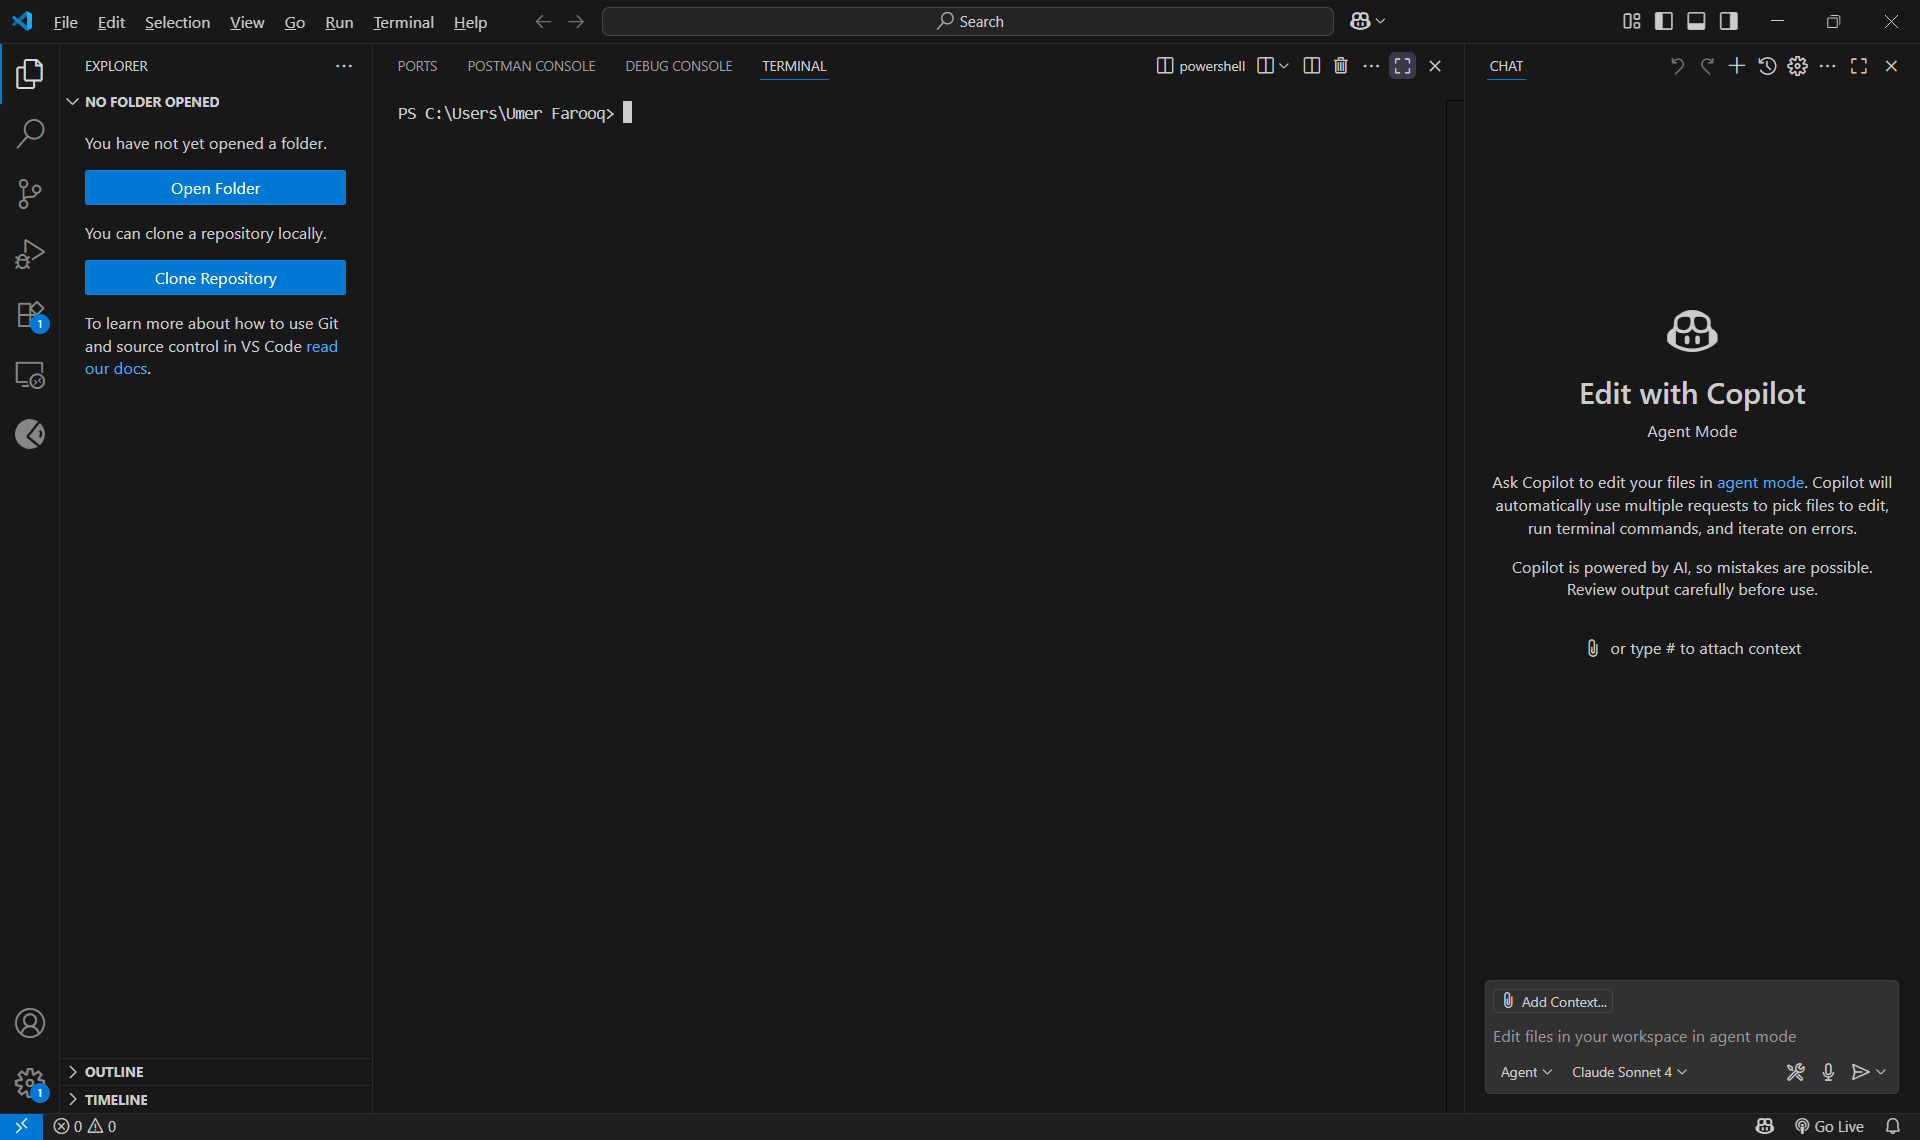 File Edit Selection View Go Run Terminal Help
Search
EXPLORER
NO FOLDER OPENED
You have not yet opened a folder.
Open Folder
You can clone a repository locally.
Clone Repository
To learn more about how to use Git
and source control in VS Code read
our docs.
1
1
OUTLINE
TIMELINE
PORTS POSTMAN CONSOLE DEBUG CONSOLE TERMINAL
powershell
PS C:\Users\Umer Farooq>
CHAT
Edit with Copilot
Agent Mode
Ask Copilot to edit your files in agent mode. Copilot will
automatically use multiple requests to pick files to edit,
run terminal commands, and iterate on errors.
Copilot is powered by AI, so mistakes are possible.
Review output carefully before use.
or type # to attach context
Add Context...
Edit files in your workspace in agent mode
Agent Claude Sonnet 4
0 0
Go Live